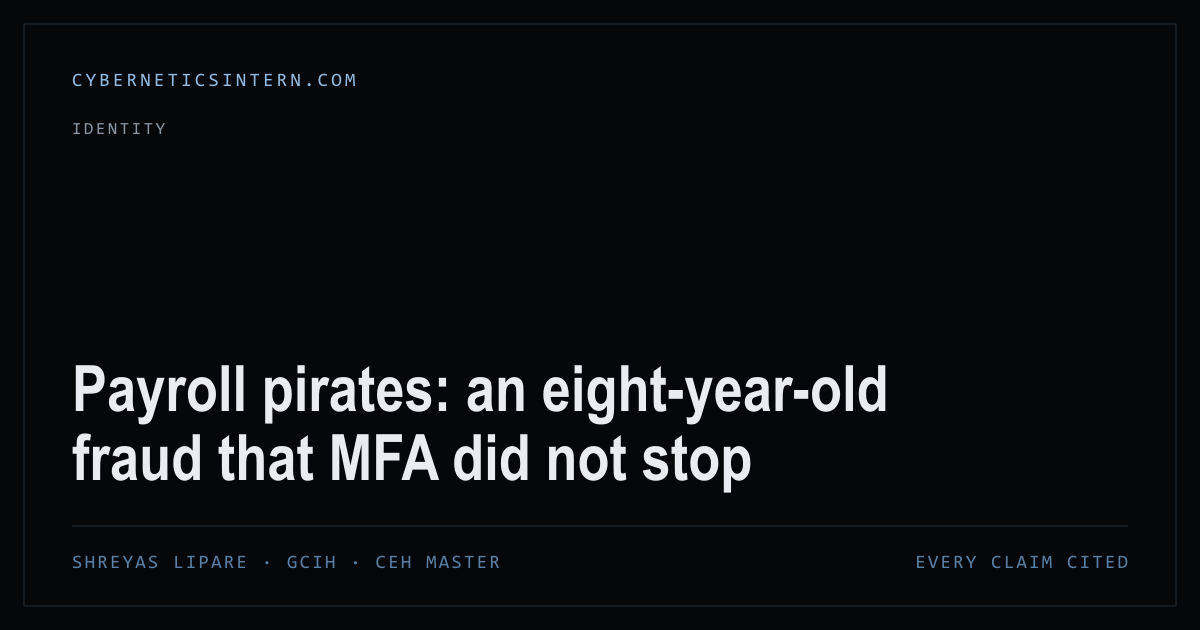 CYBERNETICSINTERN.COM
IDENTITY
Payroll pirates: an eight-year-old
fraud that MFA did not stop
SHREYAS LIPARE · GCIH · CEH MASTER
EVERY CLAIM CITED